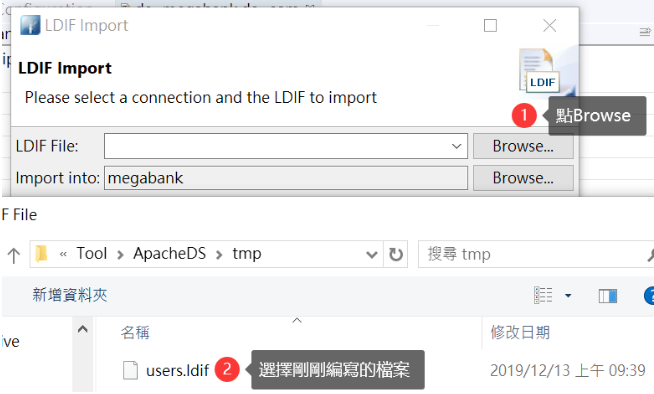 LDIF Import
LDIF Import
Please select a connection and the LDIF to import
LDIF
1 點Browse
LDIF File: Browse...
Import into: megabank Browse...
F File
« Tool > ApacheDS > tmp 搜尋 tmp
新增資料夾
ive 名稱 修改日期
users.ldif 2 選擇剛剛編寫的檔案 2019/12/13 上午 09:39